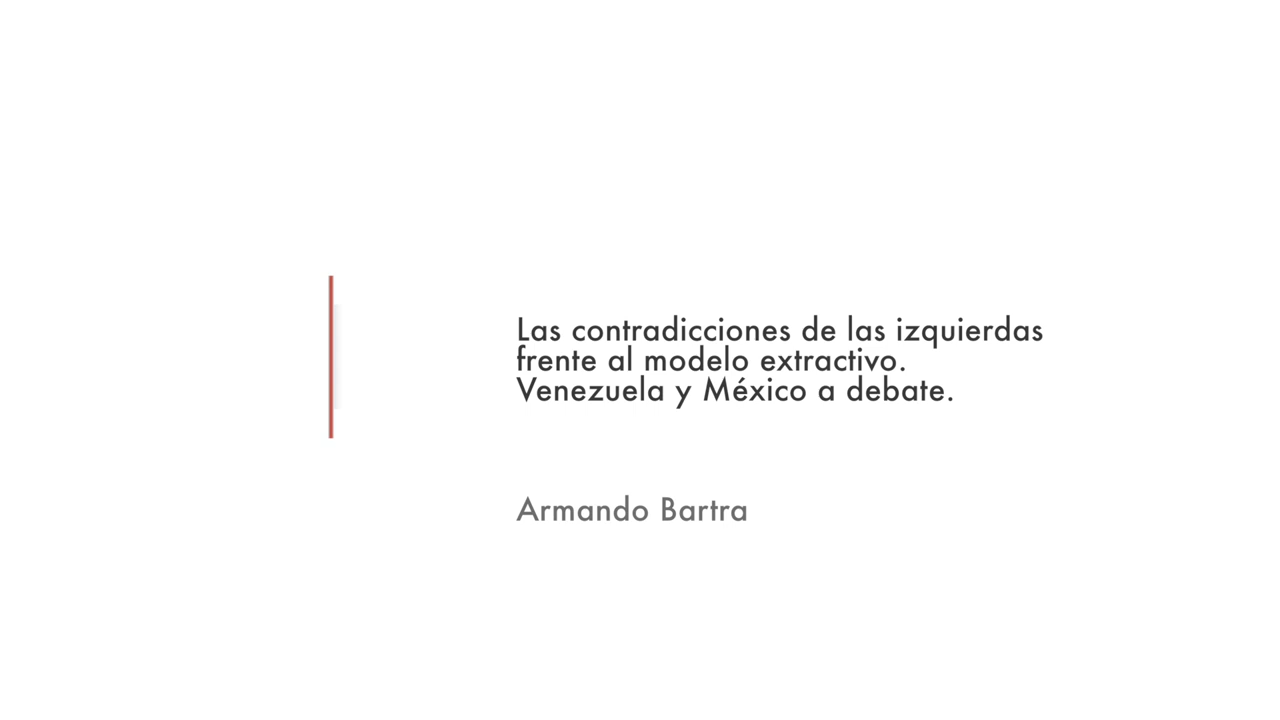 Las contradicciones de las izquierdas
frente al modelo extractivo.
Venezuela y México a debate.
Armando Bartra